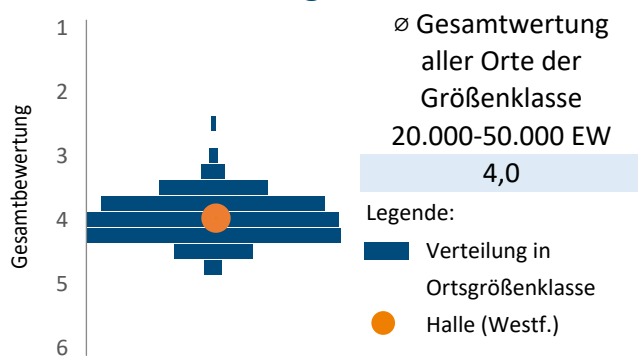 Gesamtbewertung
1
2
3
4
5
6
⌀ Gesamtwertung
aller Orte der
Größenklasse
20.000-50.000 EW
4,0
Legende:
Verteilung in
Ortsgrößenklasse
Halle (Westf.)